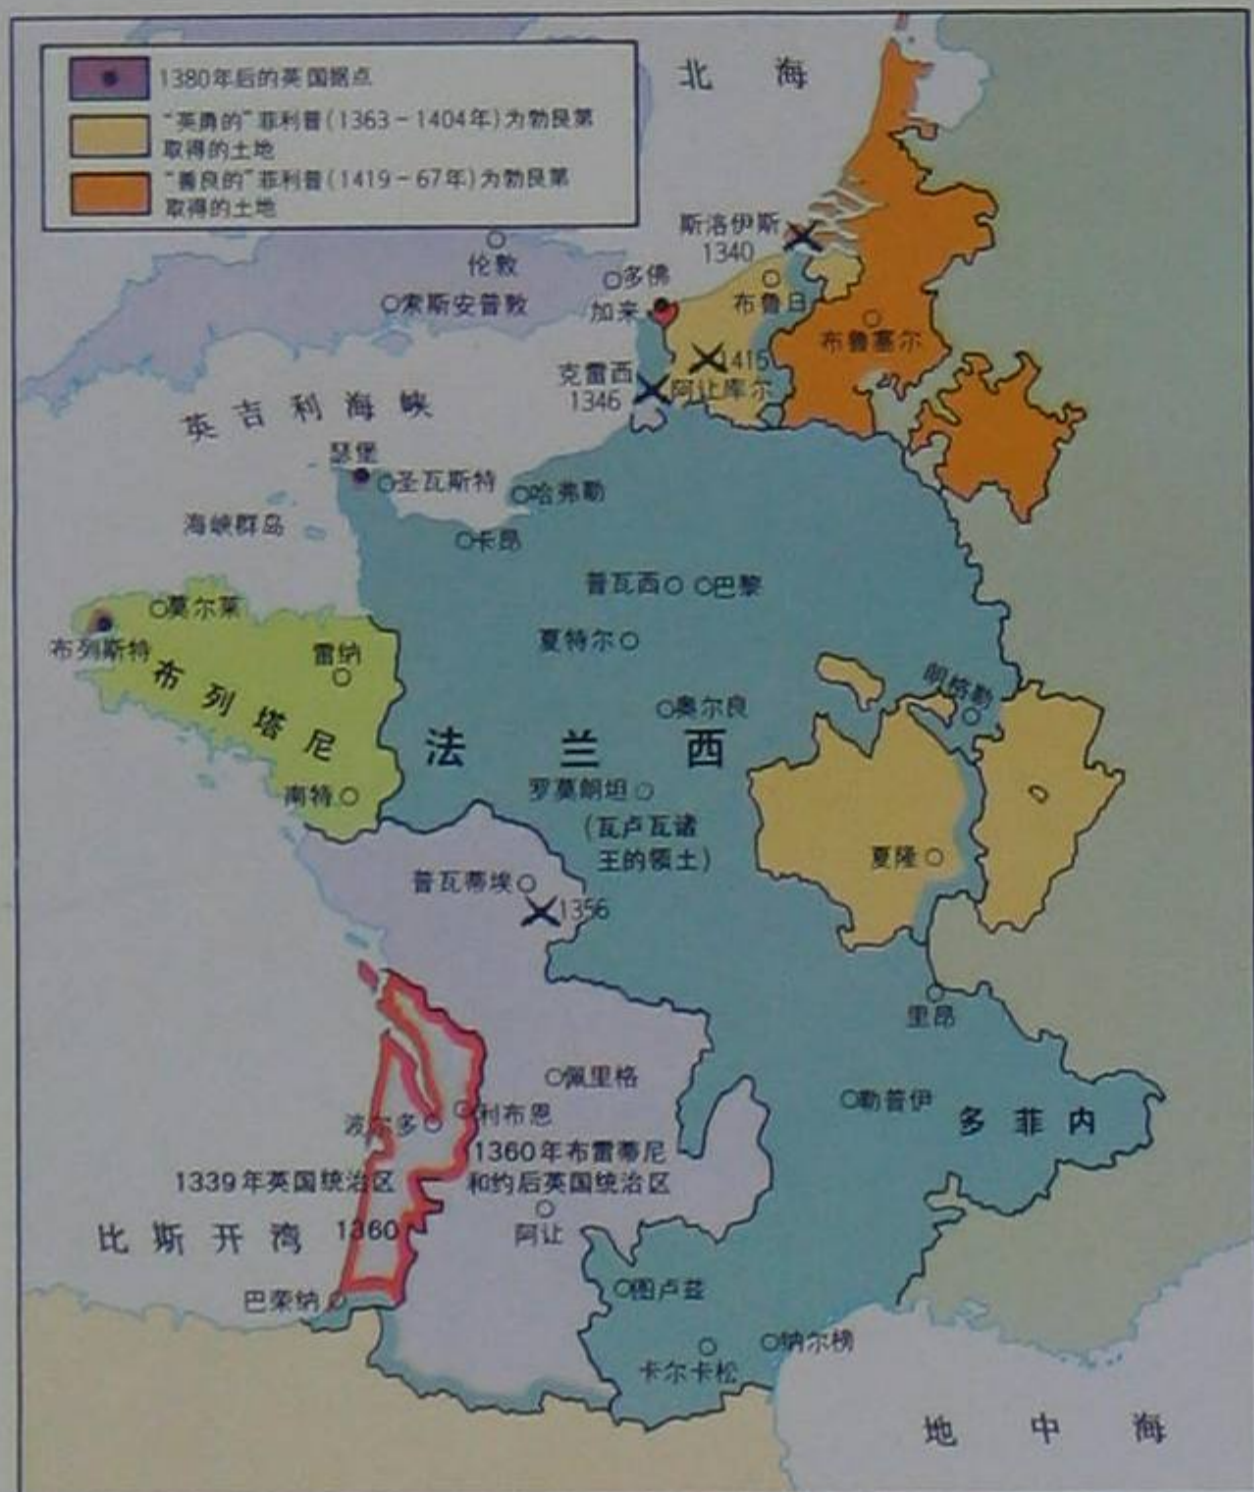 1380年后的英国据点
“英勇的”菲利普(1363－1404年)为勃艮第
取得的土地
“善良的”菲利普(1419－67年)为勃艮第
取得的土地
北海
斯洛伊斯
1340
伦敦
多佛
索斯安普敦
加来
布鲁日
布鲁塞尔
1415
克雷西
1346
阿让库尔
英吉利海峡
瑟堡
圣瓦斯特
哈弗勒
海峡群岛
卡昂
普瓦西
巴黎
莫尔莱
布列斯特
夏特尔
雷纳
布列塔尼
朗格勒
奥尔良
法兰西
南特
罗莫朗坦
(瓦卢瓦诸
王的领土)
夏隆
普瓦蒂埃
1356
里昂
佩里格
勒普伊
多菲内
利布恩
波尔多
1360年布雷蒂尼
和约后英国统治区
1339年英国统治区
阿让
1360
比斯开湾
巴荣纳
图卢兹
纳尔榜
卡尔卡松
地中海